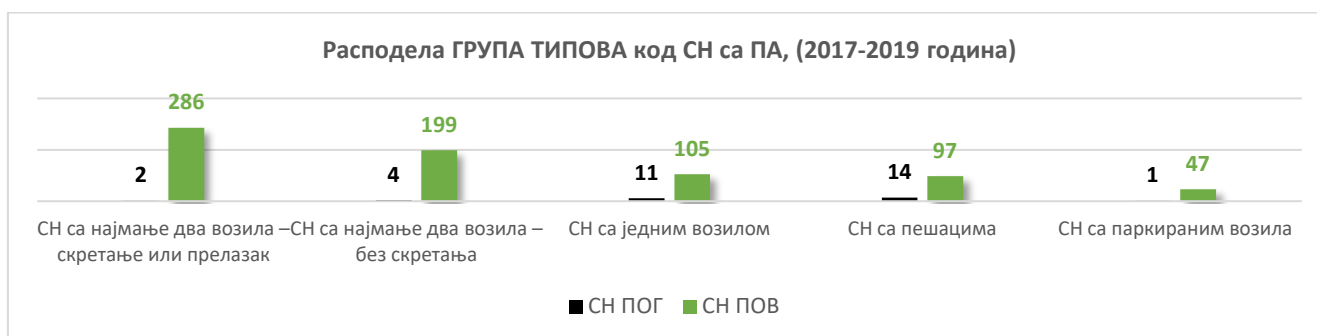 Расподела ГРУПА ТИПОВА код СН са ПА, (2017-2019 година)
286
2
199
4
105
11
97
14
47
1
СН са најмање два возила –
скретање или прелазак
СН са најмање два возила –
без скретања
СН са једним возилом
СН са пешацима
СН са паркираним возила
СН ПОГ
СН ПОВ